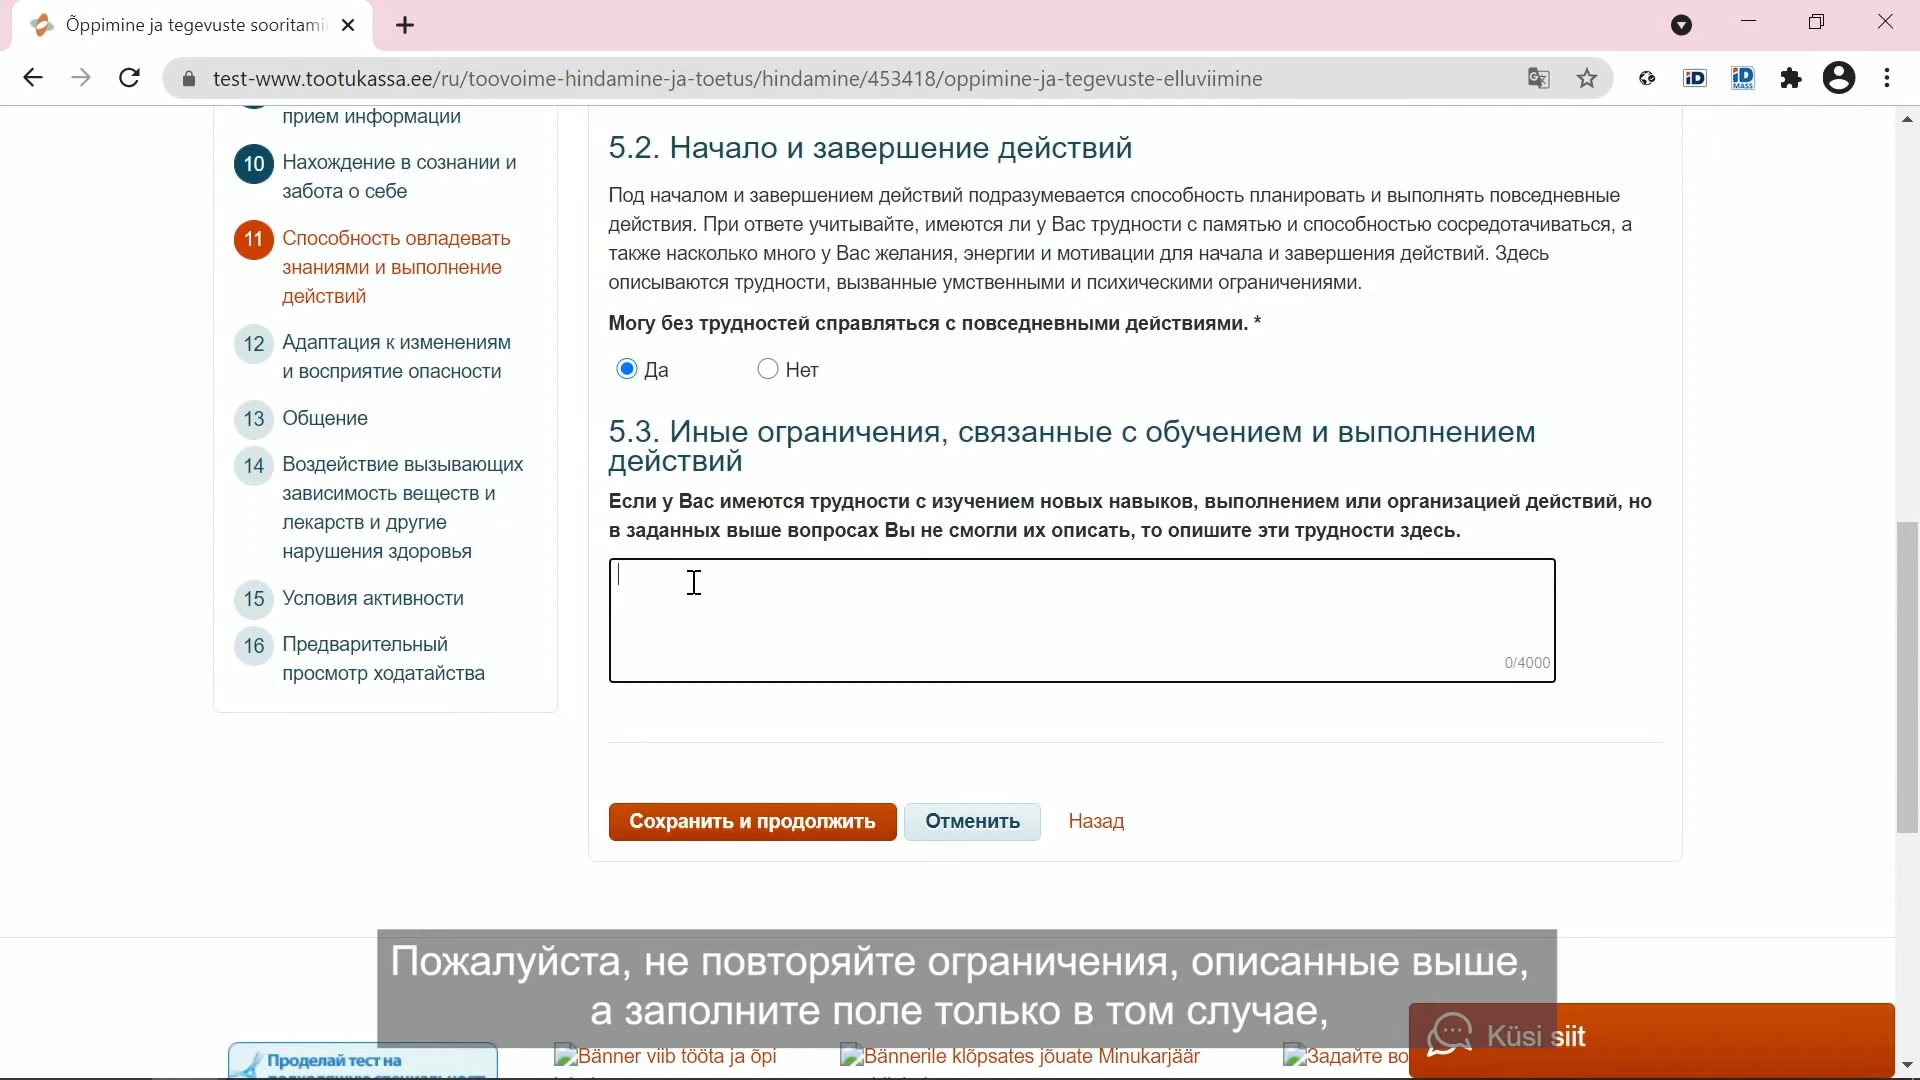 Õppimine ja tegevuste sooritami
test-www.tootukassa.ee/ru/toovoime-hindamine-ja-toetus/hindamine/453418/oppimine-ja-tegevuste-elluviimine
iD
iD
MASS
прием информации
10 Нахождение в сознании и
забота о себе
11 Способность овладевать
знаниями и выполнение
действий
12 Адаптация к изменениям
и восприятие опасности
13 Общение
14 Воздействие вызывающих
зависимость веществ и
лекарств и другие
нарушения здоровья
15 Условия активности
16 Предварительный
просмотр ходатайства
5.2. Начало и завершение действий
Под началом и завершением действий подразумевается способность планировать и выполнять повседневные
действия. При ответе учитывайте, имеются ли у Вас трудности с памятью и способностью сосредотачиваться, а
также насколько много у Вас желания, энергии и мотивации для начала и завершения действий. Здесь
описываются трудности, вызванные умственными и психическими ограничениями.
Могу без трудностей справляться с повседневными действиями. *
Да Нет
5.3. Иные ограничения, связанные с обучением и выполнением
действий
Если у Вас имеются трудности с изучением новых навыков, выполнением или организацией действий, но
в заданных выше вопросах Вы не смогли их описать, то опишите эти трудности здесь.
0/4000
Сохранить и продолжить Отменить Назад
Пожалуйста, не повторяйте ограничения, описанные выше,
а заполните поле только в том случае,
Küsi siit
Проделай тест на
Bänner viib tööta ja õpi
Bännerile klõpsates jõuate Minukarjäär
Задайте во